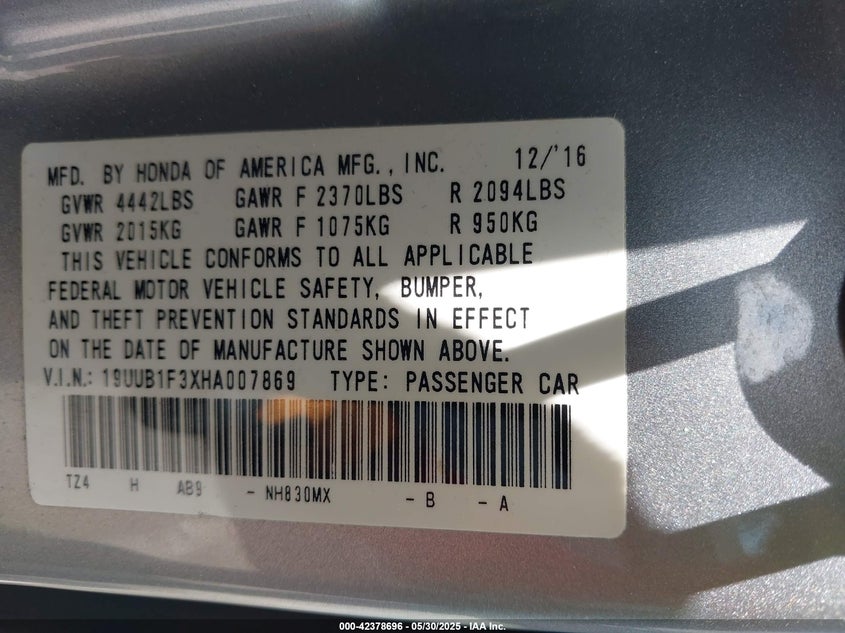 MFD. BY HONDA OF AMERICA MFG., INC. 12/'16
GVWR 4442LBS GAWR F 2370LBS R 2094LBS
GVWR 2015KG GAWR F 1075KG R 950KG
THIS VEHICLE CONFORMS TO ALL APPLICABLE
FEDERAL MOTOR VEHICLE SAFETY, BUMPER,
AND THEFT PREVENTION STANDARDS IN EFFECT
ON THE DATE OF MANUFACTURE SHOWN ABOVE.
V.I.N.: 19UUB1F3XHA007869 TYPE: PASSENGER CAR
TZ4 H AB9 - NH830MX - B - A
000-42378696 - 05/30/2025 - IAA Inc.